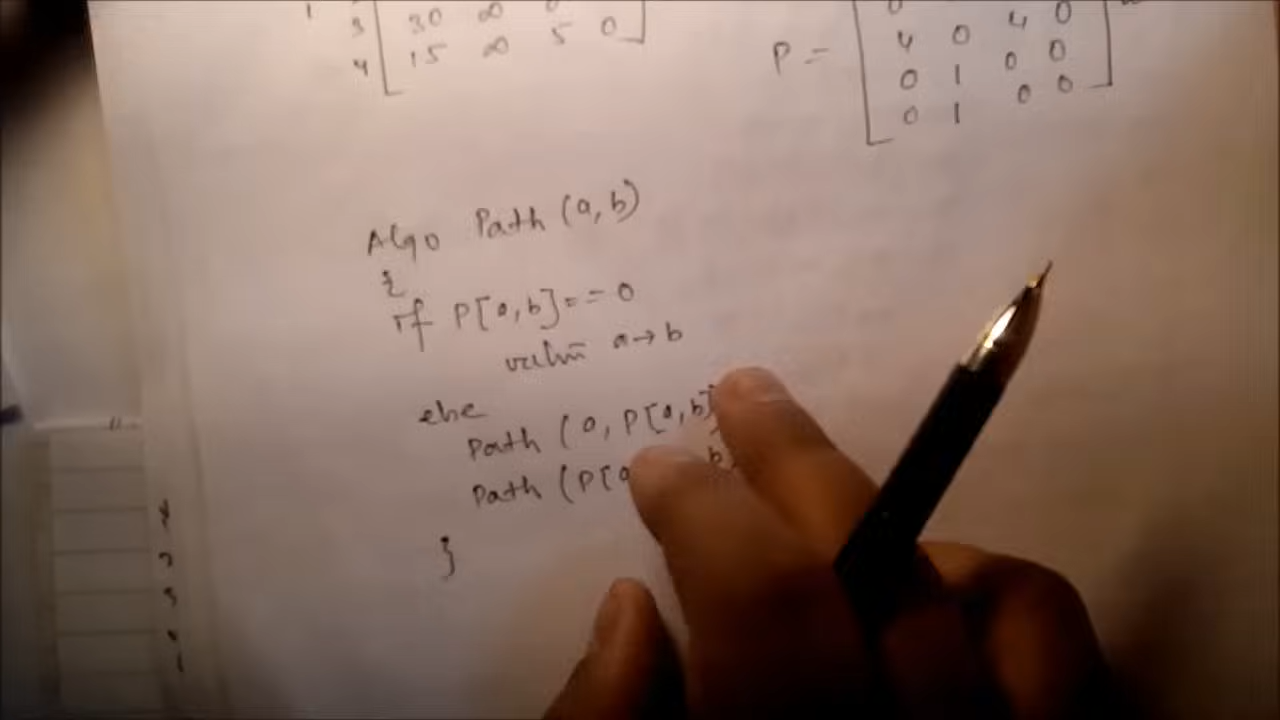 3 30 ∞ 0
4 15 ∞ 5 0
P =
0
4 0 4 0
0 1 0 0
0 1 0 0
Algo Path (a,b)
{
if P[a,b]==0
return a→b
else
Path (a, P[a,b]
Path (P[a b)
}